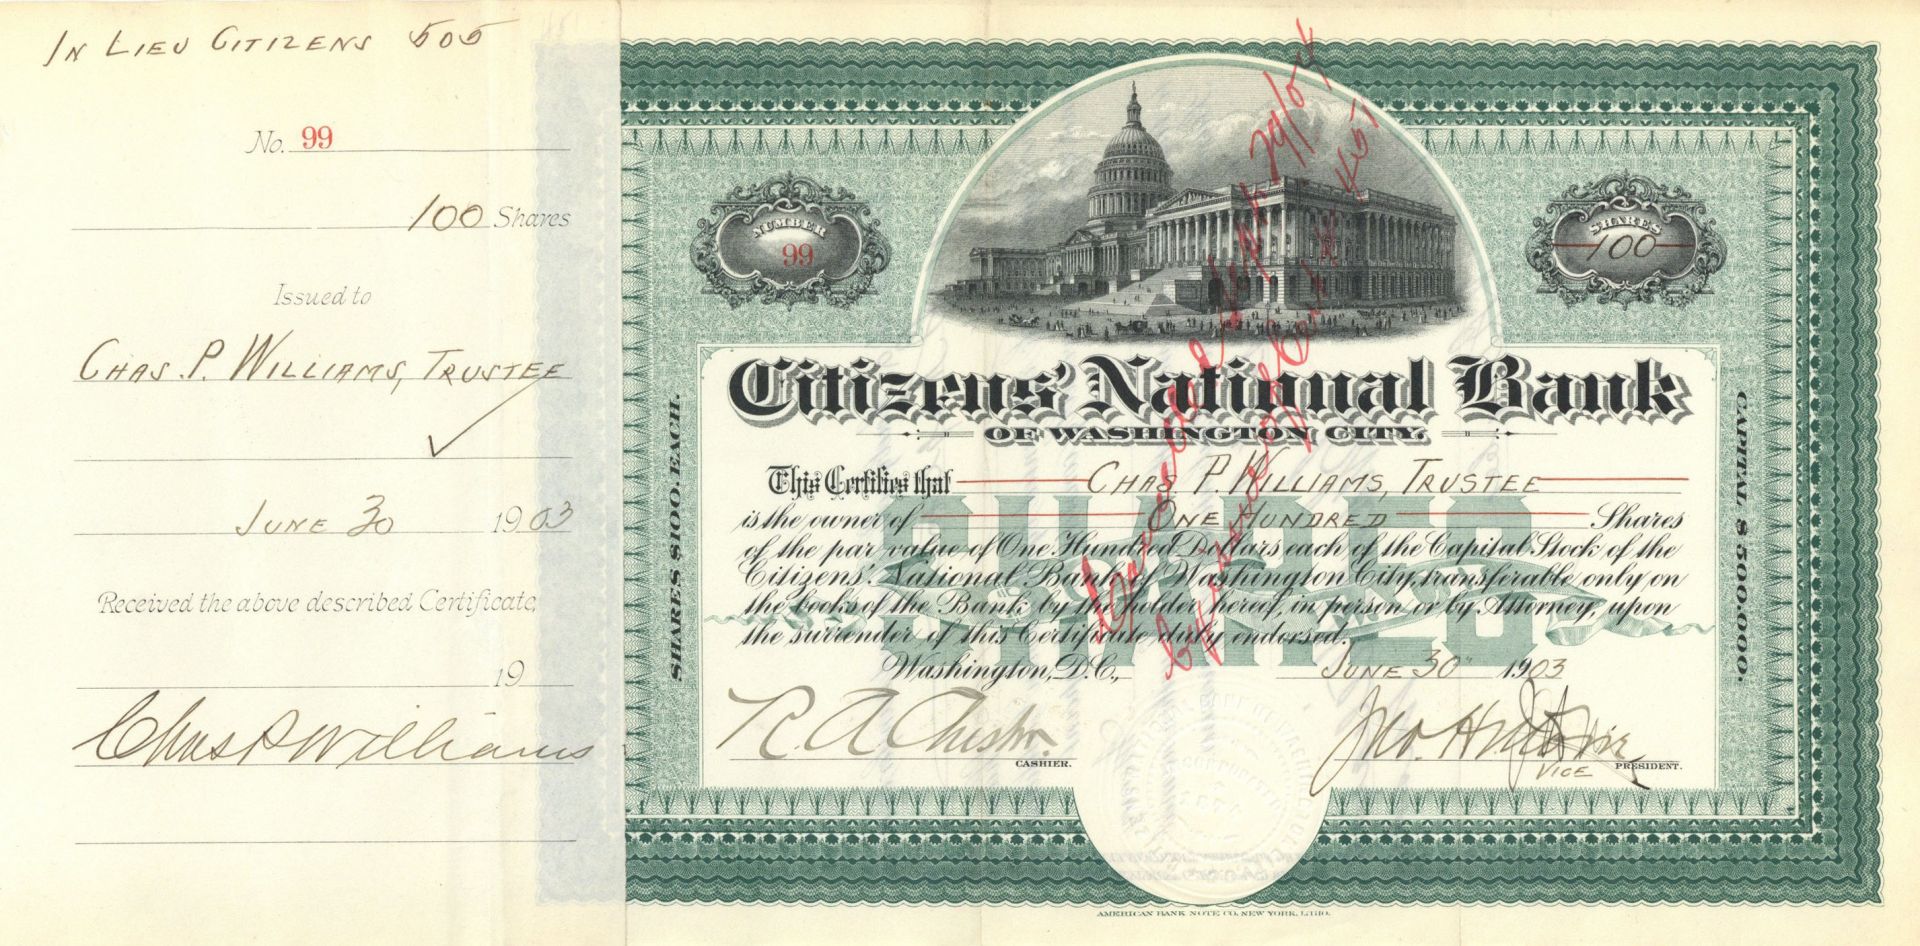 IN LIEU CITIZENS 505
No. 99
100 Shares
Issued to
CHAS. P. WILLIAMS, TRUSTEE
JUNE 30 1903
Received the above described Certificate,
19
Chas P Williams
NUMBER
99
SHARES
100
Citizens' National Bank
OF WASHINGTON CITY.
SHARES $100. EACH.
CAPITAL $500.000.
This Certifies that CHAS. P. WILLIAMS, TRUSTEE
is the owner of ONE HUNDRED Shares
of the par value of One Hundred Dollars each of the Capital Stock of the
Citizens' National Bank of Washington City, transferable only on
the books of the Bank by the holder hereof, in person or by Attorney, upon
the surrender of this Certificate duly endorsed.
Washington, D.C., JUNE 30" 1903
R. A. Chester.
CASHIER.
VICE PRESIDENT.
Cancelled
29/04
AMERICAN BANK NOTE CO. NEW YORK, LITHO.